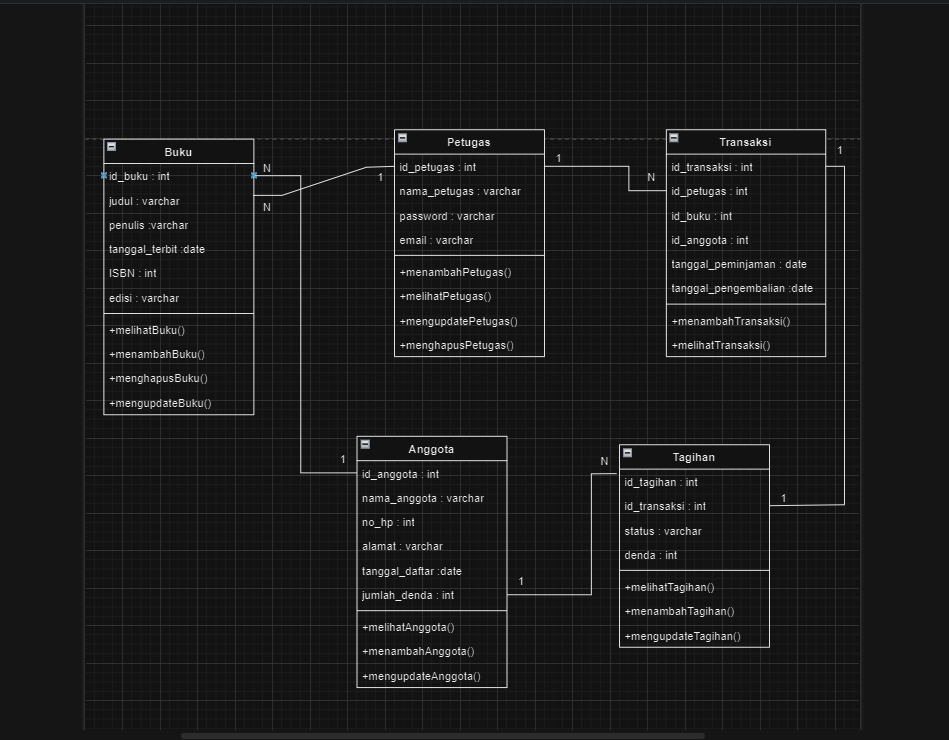 Buku
id_buku : int
judul : varchar
penulis :varchar
tanggal_terbit :date
ISBN : int
edisi : varchar
+melihatBuku()
+menambahBuku()
+menghapusBuku()
+mengupdateBuku()
N
N
1
Petugas
id_petugas : int
nama_petugas : varchar
password : varchar
email : varchar
+menambahPetugas()
+melihatPetugas()
+mengupdatePetugas()
+menghapusPetugas()
1
N
Transaksi
id_transaksi : int
id_petugas : int
id_buku : int
id_anggota : int
tanggal_peminjaman : date
tanggal_pengembalian :date
+menambahTransaksi()
+melihatTransaksi()
1
1
Anggota
id_anggota : int
nama_anggota : varchar
no_hp : int
alamat : varchar
tanggal_daftar :date
jumlah_denda : int
+melihatAnggota()
+menambahAnggota()
+mengupdateAnggota()
1
N
Tagihan
id_tagihan : int
id_transaksi : int
status : varchar
denda : int
+melihatTagihan()
+menambahTagihan()
+mengupdateTagihan()
1